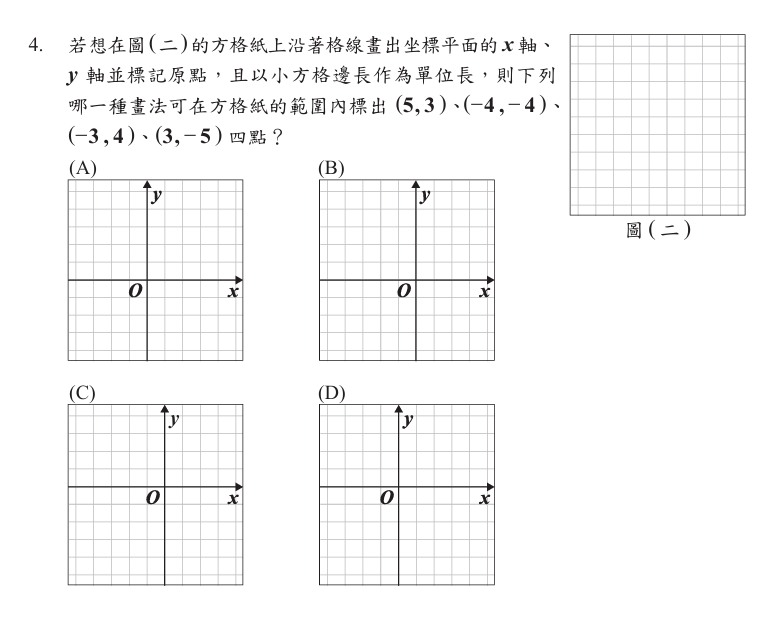 4. 若想在圖(二)的方格紙上沿著格線畫出坐標平面的 x 軸、
y 軸並標記原點，且以小方格邊長作為單位長，則下列
哪一種畫法可在方格紙的範圍內標出 (5,3)、(−4,−4)、
(−3,4)、(3,−5) 四點？
圖(二)
(A)
y
O
x
(B)
y
O
x
(C)
y
O
x
(D)
y
O
x